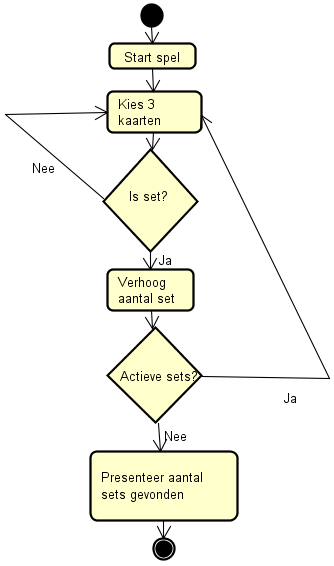 Start spel
Kies 3
kaarten
Nee
Is set?
Ja
Verhoog
aantal set
Actieve sets?
Ja
Nee
Presenteer aantal
sets gevonden